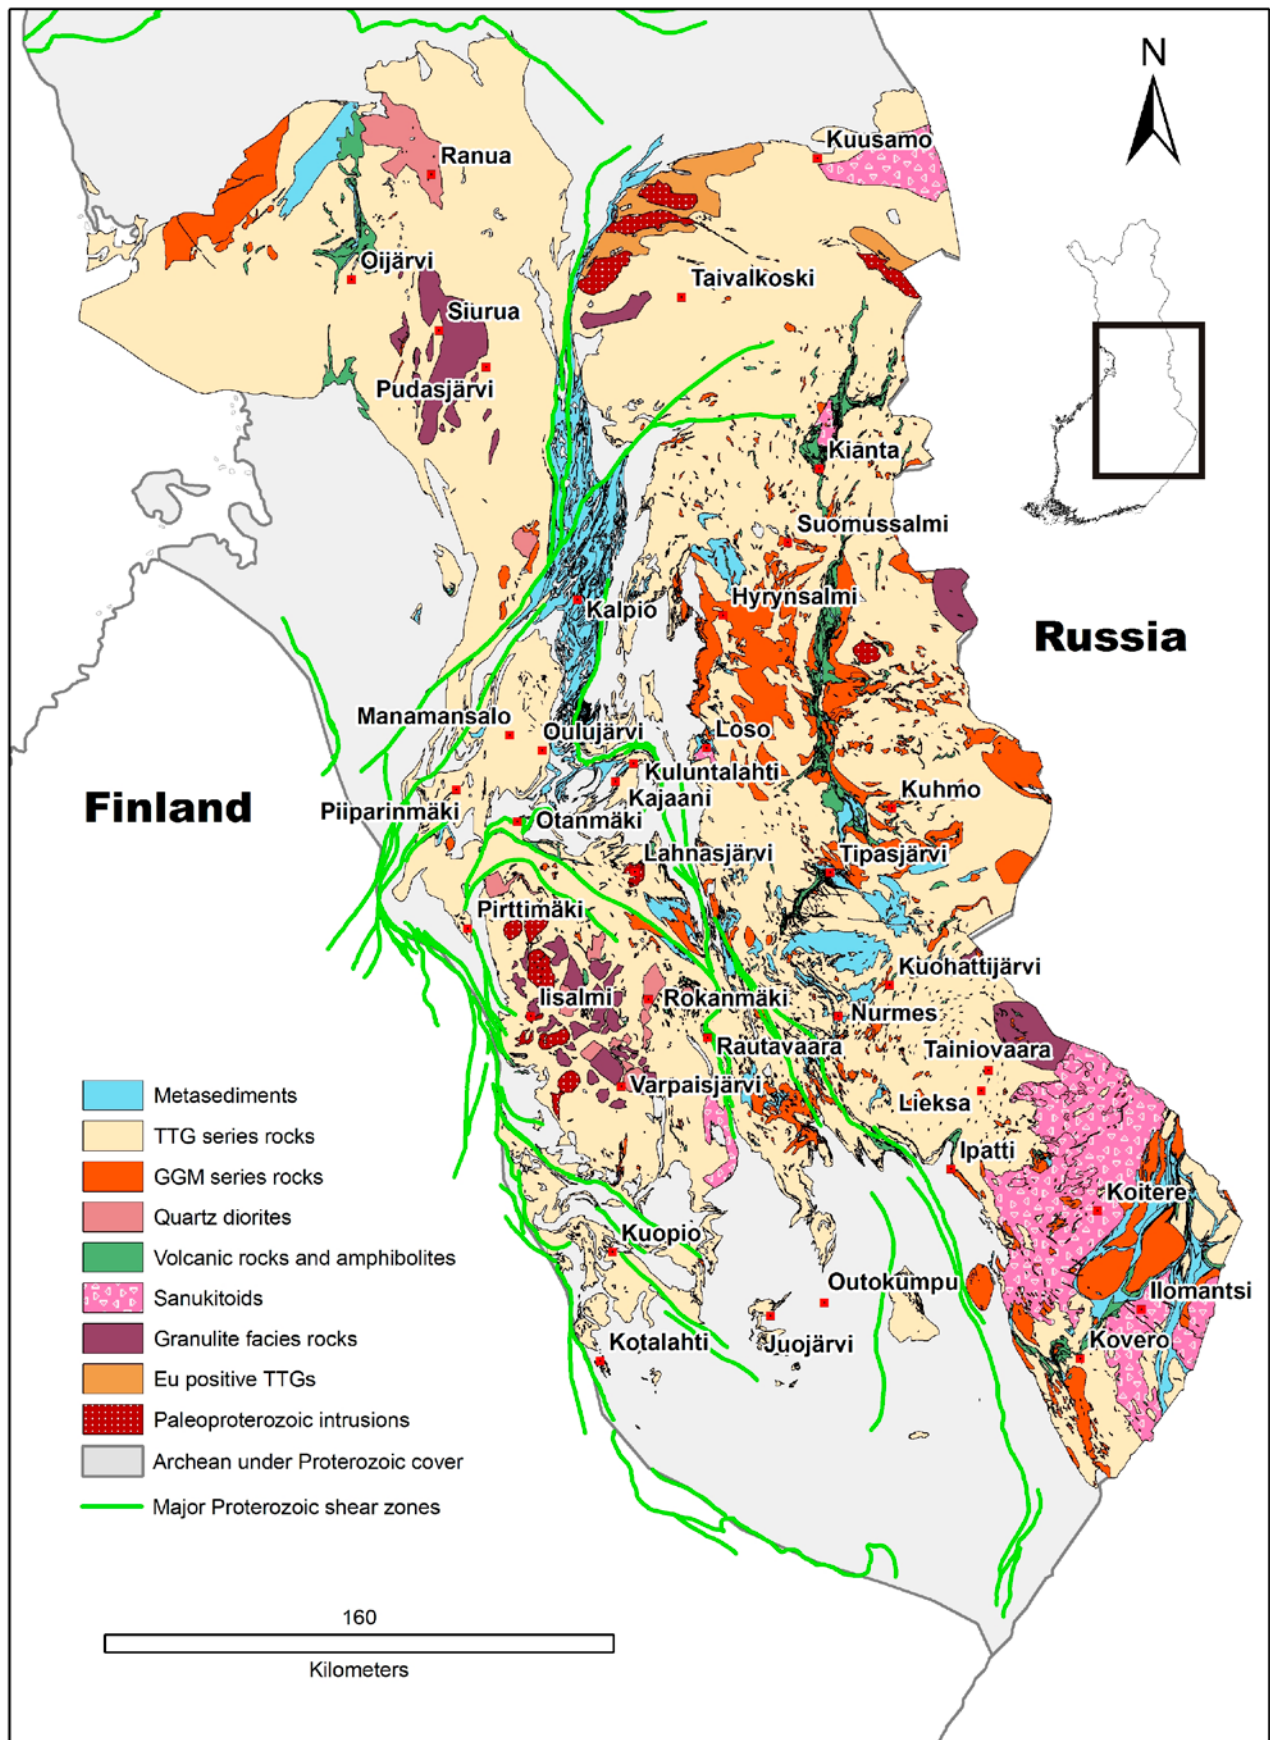 N
Kuusamo
Ranua
Oijärvi
Taivalkoski
Siurua
Pudasjärvi
Kianta
Suomussalmi
Kalpio
Hyrynsalmi
Russia
Manamansalo
Oulujärvi
Loso
Kuluntalahti
Kajaani
Kuhmo
Finland
Piiparinmäki
Otanmäki
Lahnasjärvi
Tipasjärvi
Pirttimäki
Kuohattijärvi
Iisalmi
Rokanmäki
Nurmes
Rautavaara
Tainiovaara
Varpaisjärvi
Lieksa
Ipatti
Koitere
Kuopio
Outokumpu
Ilomantsi
Kotalahti
Juojärvi
Kovero
Metasediments
TTG series rocks
GGM series rocks
Quartz diorites
Volcanic rocks and amphibolites
Sanukitoids
Granulite facies rocks
Eu positive TTGs
Paleoproterozoic intrusions
Archean under Proterozoic cover
Major Proterozoic shear zones
160
Kilometers